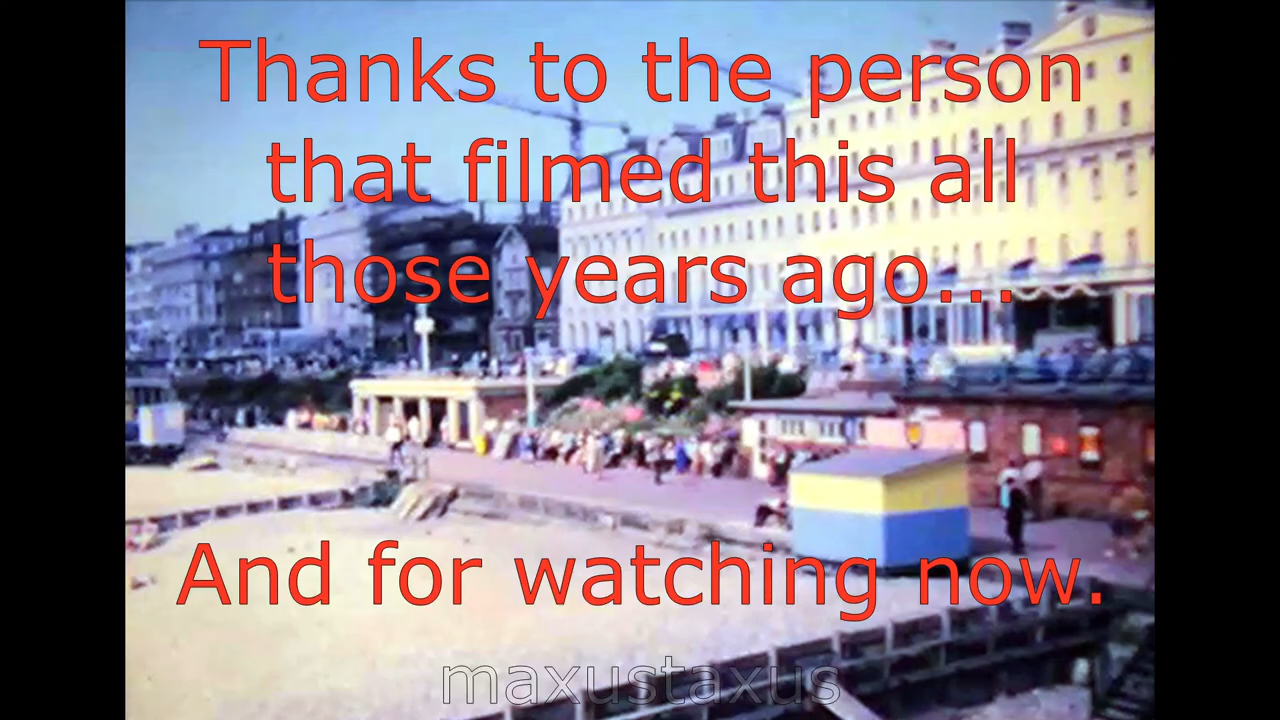 Thanks to the person
that filmed this all
those years ago...
And for watching now.
maxustaxus